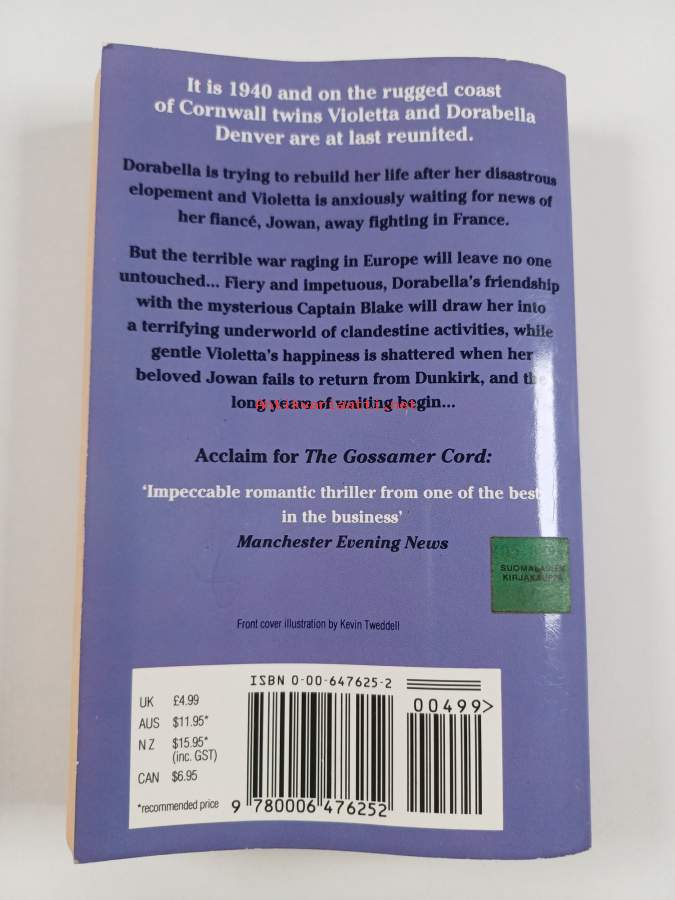 It is 1940 and on the rugged coast
of Cornwall twins Violetta and Dorabella
Denver are at last reunited.
Dorabella is trying to rebuild her life after her disastrous
elopement and Violetta is anxiously waiting for news of
her fiancé, Jowan, away fighting in France.
But the terrible war raging in Europe will leave no one
untouched... Fiery and impetuous, Dorabella's friendship
with the mysterious Captain Blake will draw her into
a terrifying underworld of clandestine activities, while
gentle Violetta's happiness is shattered when her
beloved Jowan fails to return from Dunkirk, and the
long years of waiting begin...
Acclaim for The Gossamer Cord:
'Impeccable romantic thriller from one of the best
in the business'
Manchester Evening News
SUOMALAINEN
KIRJAKAUPPA
Front cover illustration by Kevin Tweddell
ISBN 0-00-647625-2
UK £4.99
AUS $11.95*
NZ $15.95*
(inc. GST)
CAN $6.95
*recommended price
00499>
9 780006 476252